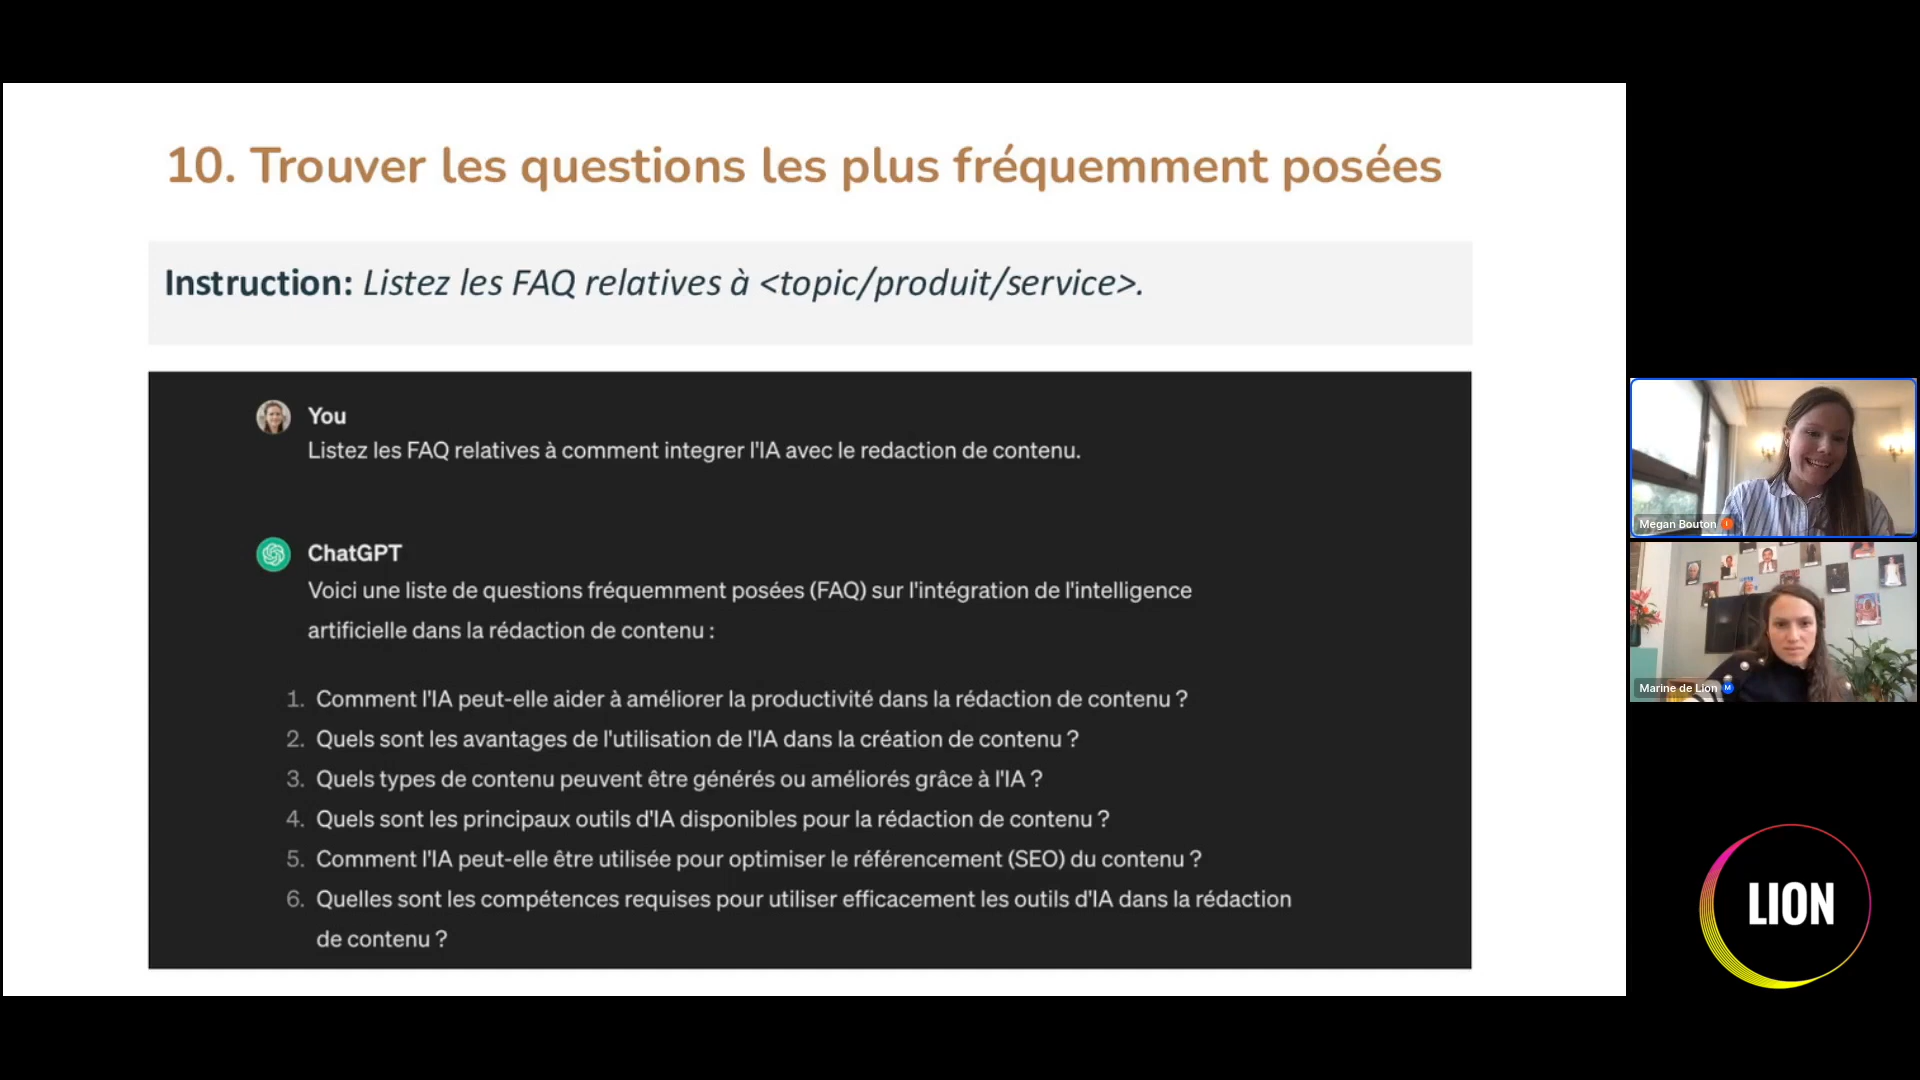 10. Trouver les questions les plus fréquemment posées
Instruction: Listez les FAQ relatives à <topic/produit/service>.
You
Listez les FAQ relatives à comment integrer l'IA avec le redaction de contenu.
ChatGPT
Voici une liste de questions fréquemment posées (FAQ) sur l'intégration de l'intelligence
artificielle dans la rédaction de contenu :
1. Comment l'IA peut-elle aider à améliorer la productivité dans la rédaction de contenu ?
2. Quels sont les avantages de l'utilisation de l'IA dans la création de contenu ?
3. Quels types de contenu peuvent être générés ou améliorés grâce à l'IA ?
4. Quels sont les principaux outils d'IA disponibles pour la rédaction de contenu ?
5. Comment l'IA peut-elle être utilisée pour optimiser le référencement (SEO) du contenu ?
6. Quelles sont les compétences requises pour utiliser efficacement les outils d'IA dans la rédaction
de contenu ?
Megan Bouton
Marine de Lion M
LION